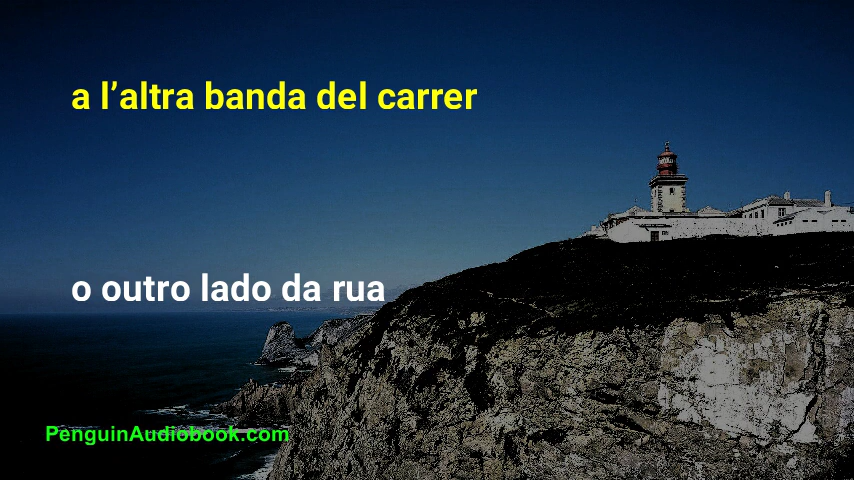 a l’altra banda del carrer
o outro lado da rua
PenguinAudiobook.com